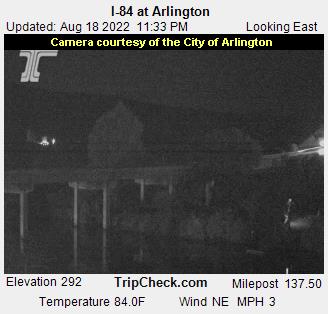 I-84 at Arlington
Updated: Aug 18 2022 11:33 PM Looking East
Camera courtesy of the City of Arlington
Elevation 292 TripCheck.com Milepost 137.50
Temperature 84.0F Wind NE MPH 3